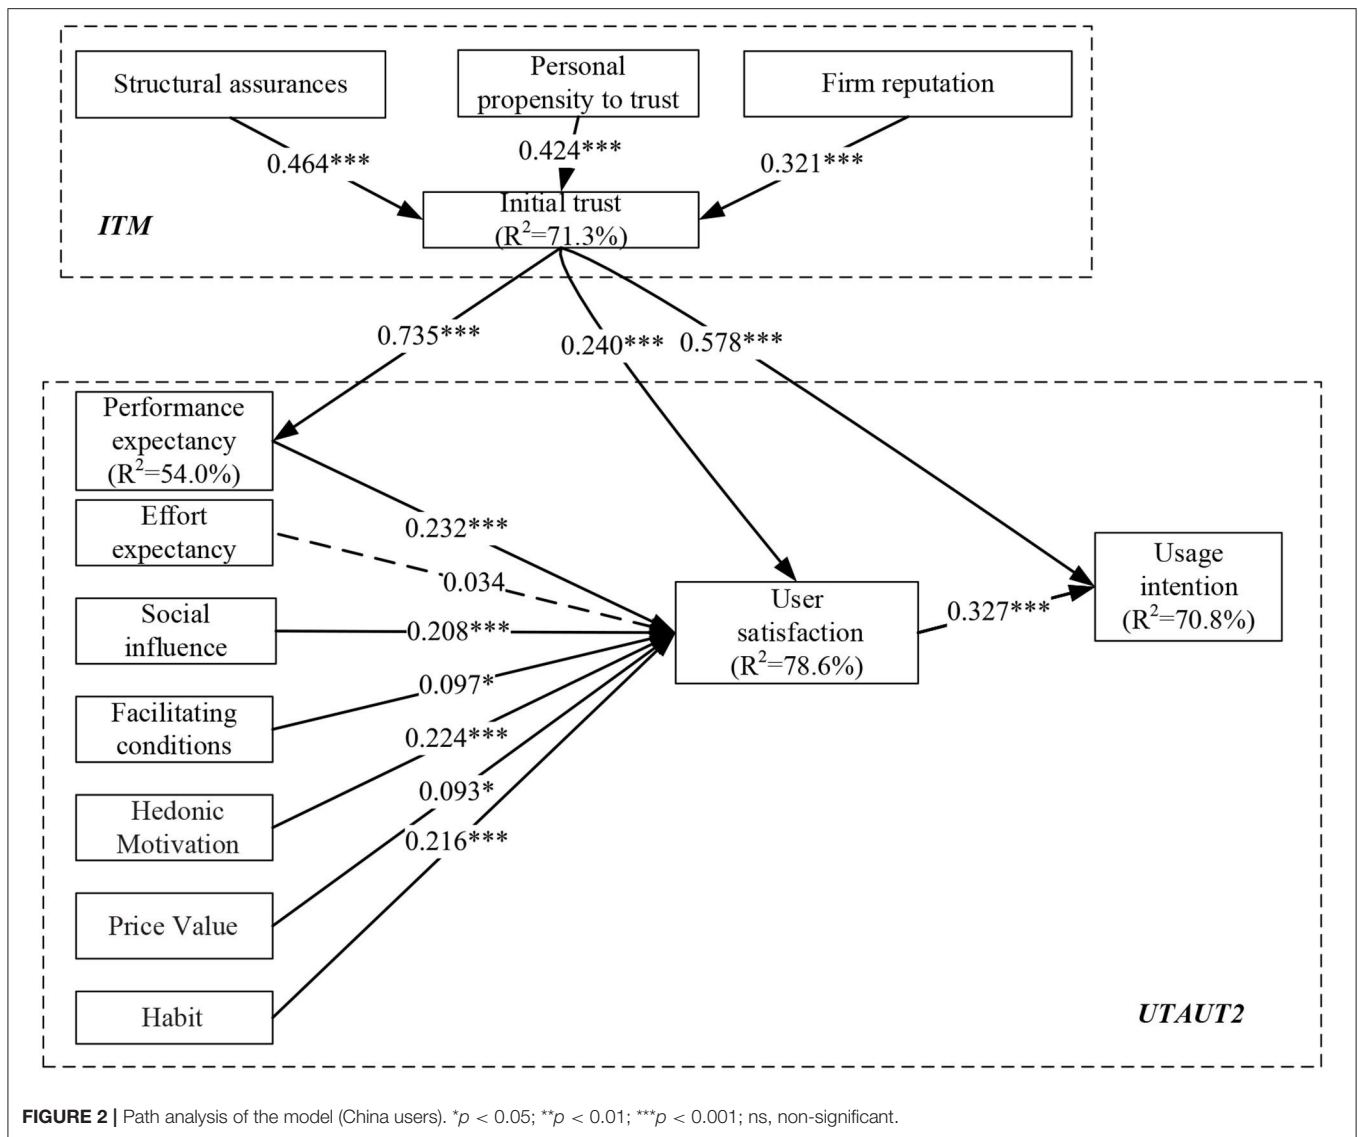 Structural assurances
Personal
propensity to trust
Firm reputation
0.464***
0.424***
0.321***
ITM
Initial trust
(R²=71.3%)
0.735***
0.240***
0.578***
Performance
expectancy
(R²=54.0%)
Effort
expectancy
Social
influence
Facilitating
conditions
Hedonic
Motivation
Price Value
Habit
0.232***
0.034
0.208***
0.097*
0.224***
0.093*
0.216***
User
satisfaction
(R²=78.6%)
0.327***
Usage
intention
(R²=70.8%)
UTAUT2
FIGURE 2 | Path analysis of the model (China users). *p < 0.05; **p < 0.01; ***p < 0.001; ns, non-significant.